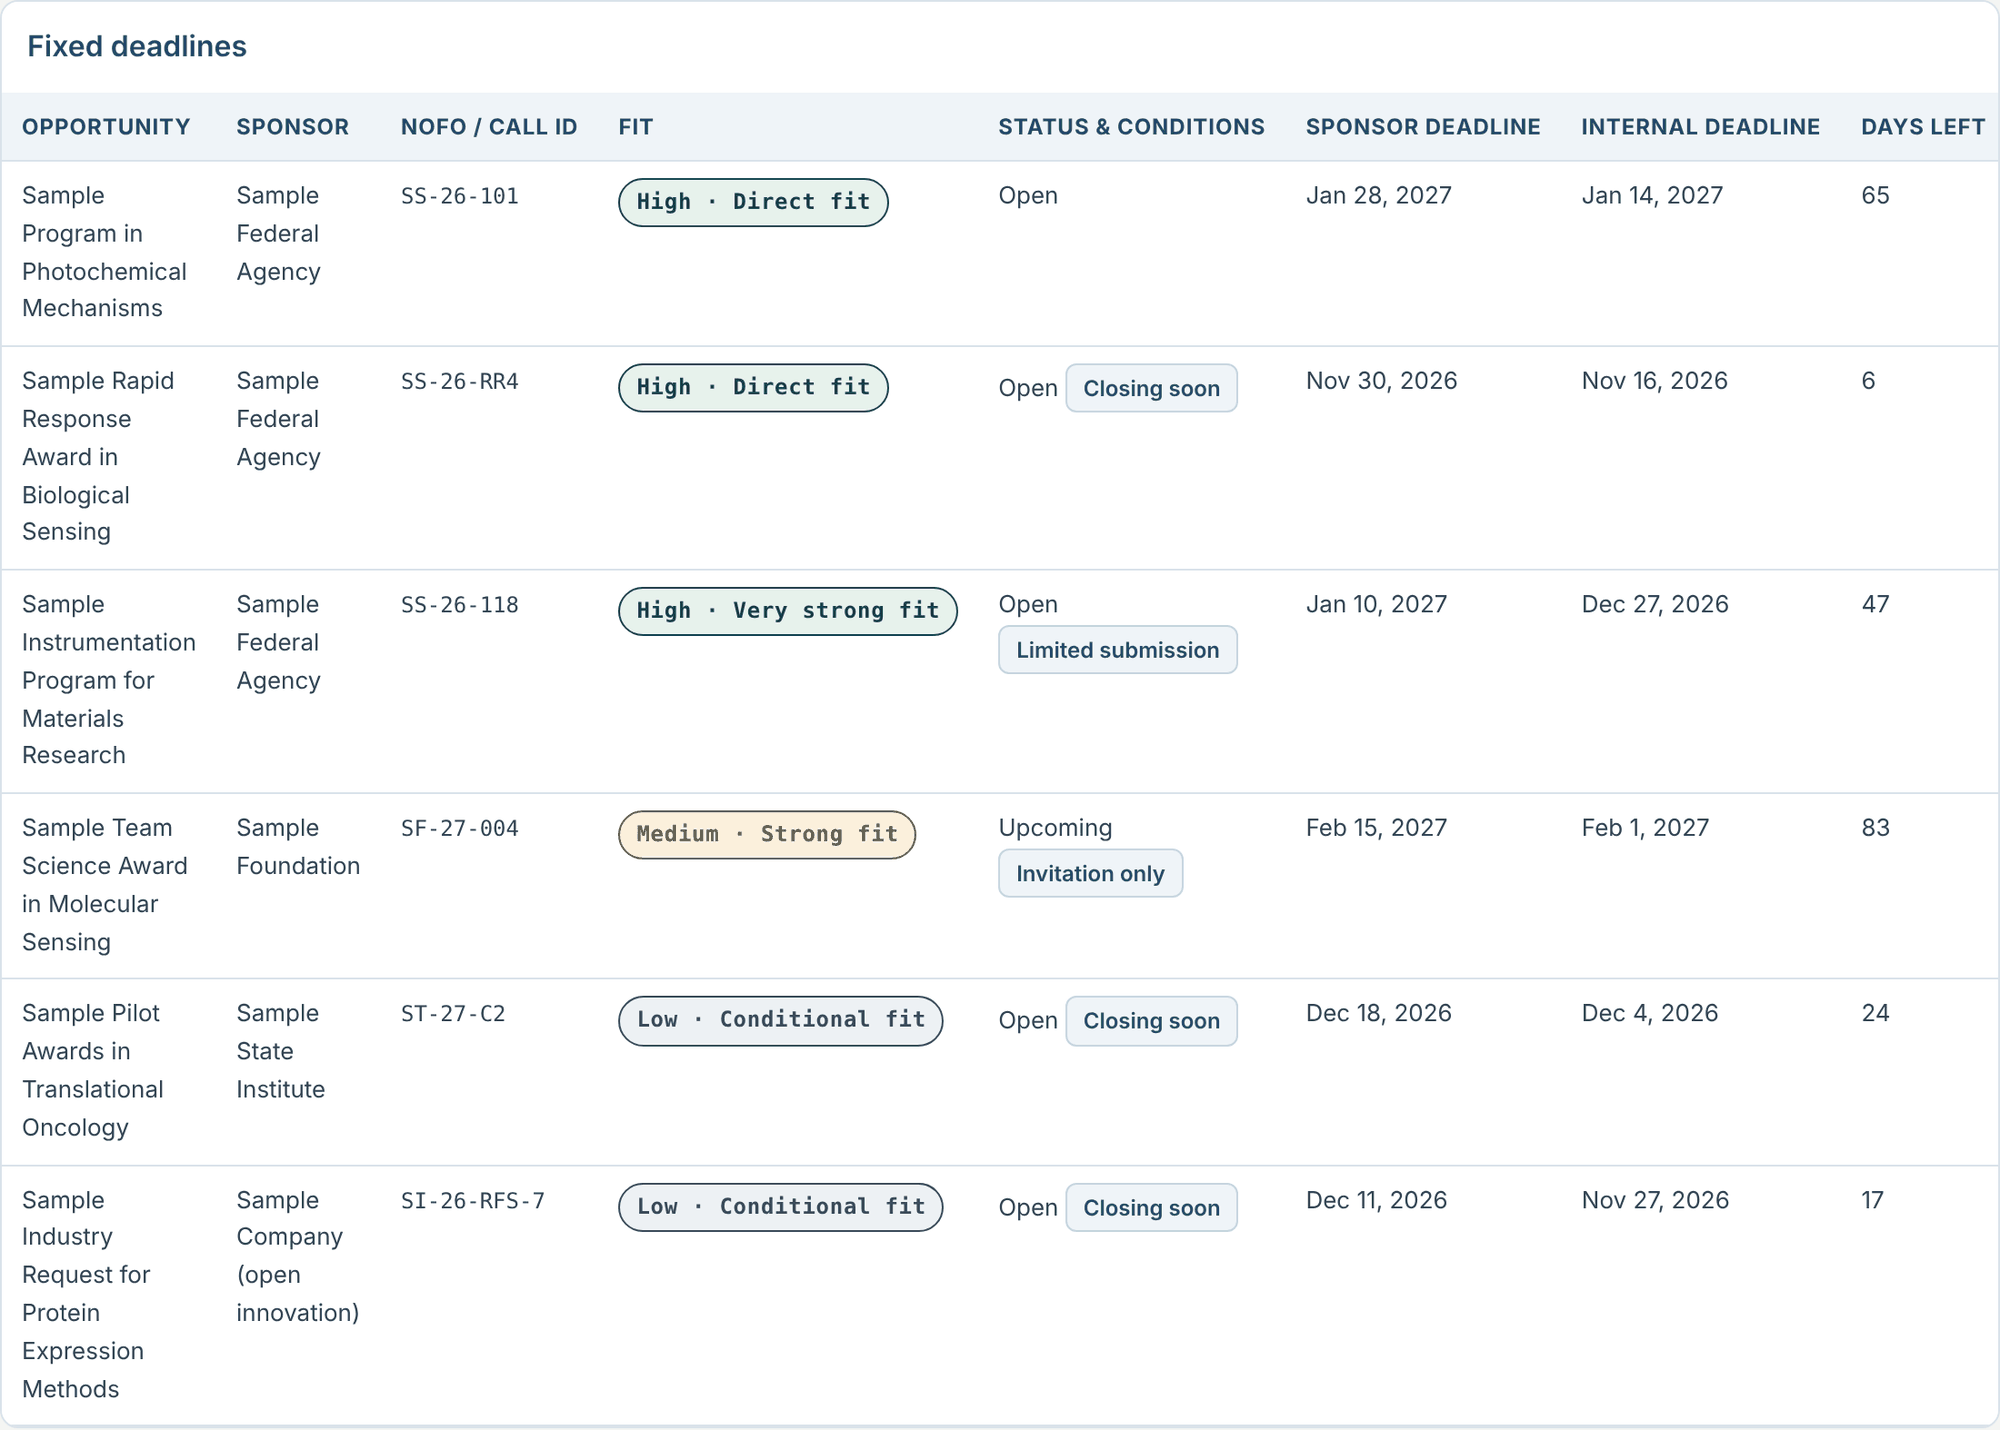 Fixed deadlines
OPPORTUNITY SPONSOR NOFO / CALL ID FIT STATUS & CONDITIONS SPONSOR DEADLINE INTERNAL DEADLINE DAYS LEFT
Sample Sample SS-26-101 High · Direct fit Open Jan 28, 2027 Jan 14, 2027 65
Program in Federal
Photochemical Agency
Mechanisms
Sample Rapid Sample SS-26-RR4 High · Direct fit Open Closing soon Nov 30, 2026 Nov 16, 2026 6
Response Federal
Award in Agency
Biological
Sensing
Sample Sample SS-26-118 High · Very strong fit Open Jan 10, 2027 Dec 27, 2026 47
Instrumentation Federal Limited submission
Program for Agency
Materials
Research
Sample Team Sample SF-27-004 Medium · Strong fit Upcoming Feb 15, 2027 Feb 1, 2027 83
Science Award Foundation Invitation only
in Molecular
Sensing
Sample Pilot Sample ST-27-C2 Low · Conditional fit Open Closing soon Dec 18, 2026 Dec 4, 2026 24
Awards in State
Translational Institute
Oncology
Sample Sample SI-26-RFS-7 Low · Conditional fit Open Closing soon Dec 11, 2026 Nov 27, 2026 17
Industry Company
Request for (open
Protein innovation)
Expression
Methods